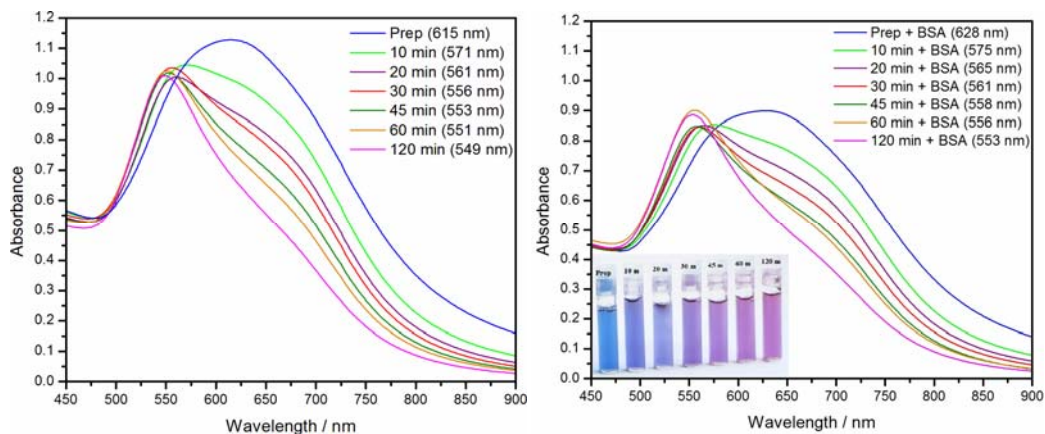 1.2
1.1
1.0
0.9
0.8
0.7
0.6
0.5
0.4
0.3
0.2
0.1
0.0
Absorbance
Prep (615 nm)
10 min (571 nm)
20 min (561 nm)
30 min (556 nm)
45 min (553 nm)
60 min (551 nm)
120 min (549 nm)
450 500 550 600 650 700 750 800 850 900
Wavelength / nm
1.2
1.1
1.0
0.9
0.8
0.7
0.6
0.5
0.4
0.3
0.2
0.1
0.0
Absorbance
Prep + BSA (628 nm)
10 min + BSA (575 nm)
20 min + BSA (565 nm)
30 min + BSA (561 nm)
45 min + BSA (558 nm)
60 min + BSA (556 nm)
120 min + BSA (553 nm)
Prep 10 m 20 m 30 m 45 m 60 m 120 m
450 500 550 600 650 700 750 800 850 900
Wavelength / nm